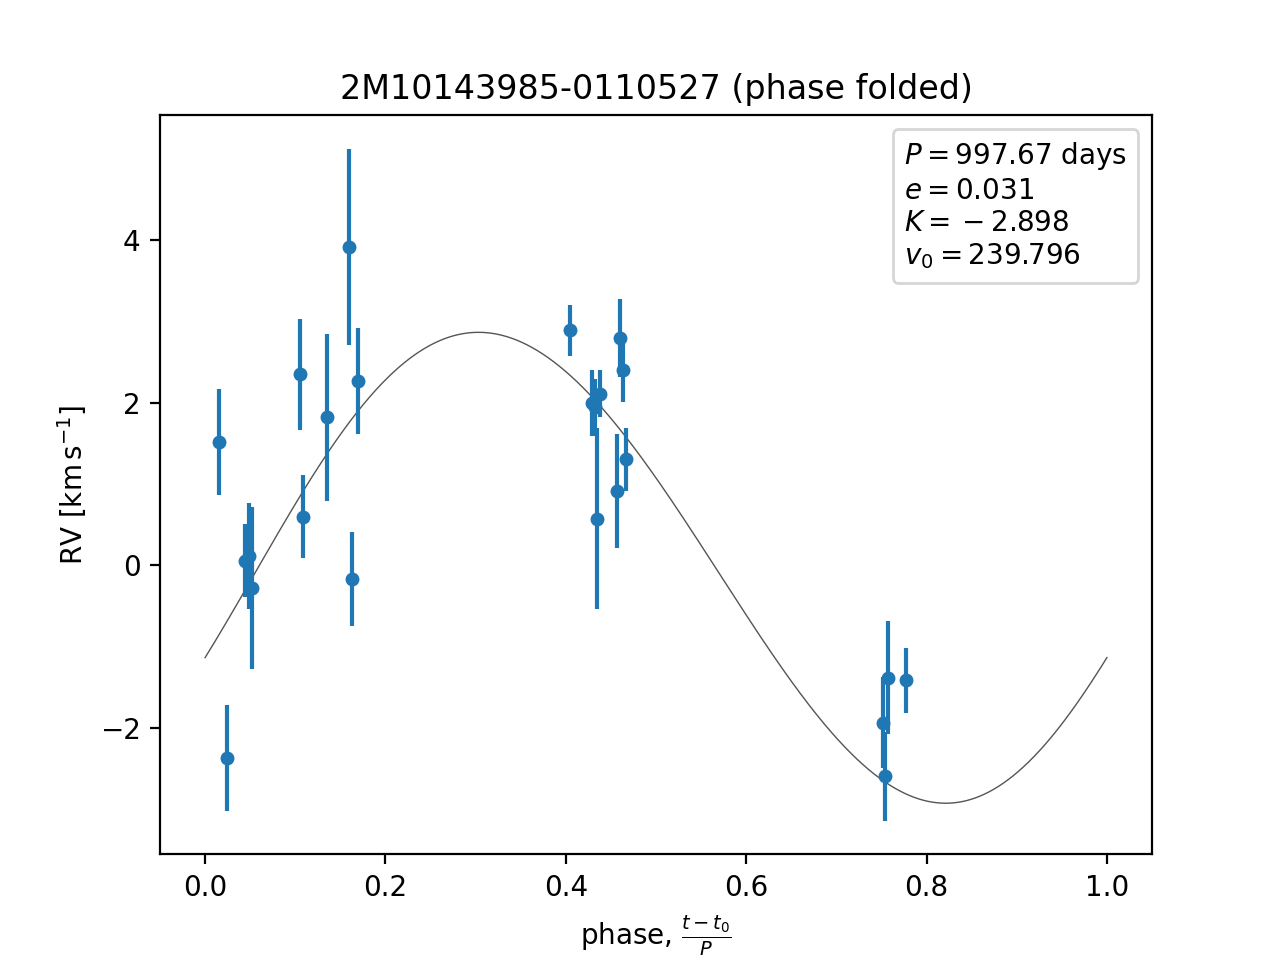 2M10143985-0110527 (phase folded)
P = 997.67 days
e = 0.031
K = −2.898
v₀ = 239.796
RV [km s⁻¹]
4
2
0
−2
0.0 0.2 0.4 0.6 0.8 1.0
phase, (t − t₀)/P